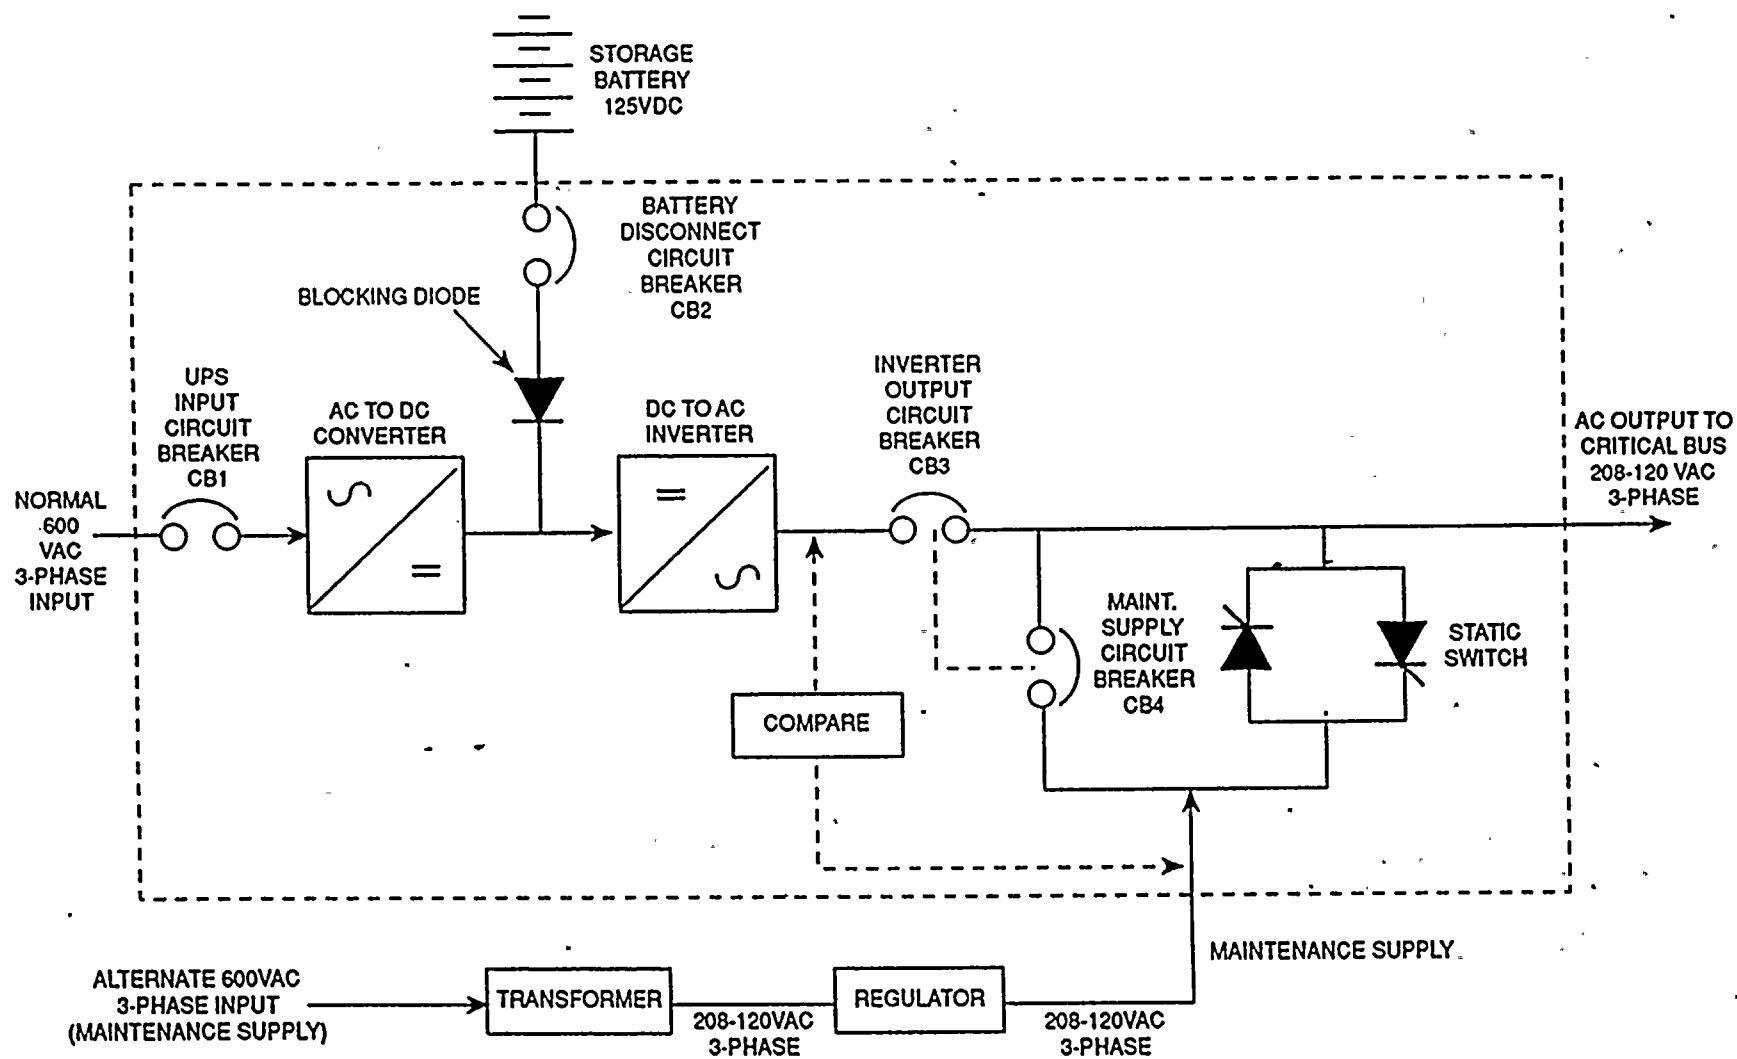 STORAGE
BATTERY
125VDC
BATTERY
DISCONNECT
CIRCUIT
BREAKER
CB2
BLOCKING DIODE
UPS
INPUT
CIRCUIT
BREAKER
CB1
AC TO DC
CONVERTER
DC TO AC
INVERTER
INVERTER
OUTPUT
CIRCUIT
BREAKER
CB3
AC OUTPUT TO
CRITICAL BUS
208-120 VAC
3-PHASE
NORMAL
600
VAC
3-PHASE
INPUT
MAINT.
SUPPLY
CIRCUIT
BREAKER
CB4
STATIC
SWITCH
COMPARE
MAINTENANCE SUPPLY
ALTERNATE 600VAC
3-PHASE INPUT
(MAINTENANCE SUPPLY)
TRANSFORMER
208-120VAC
3-PHASE
REGULATOR
208-120VAC
3-PHASE